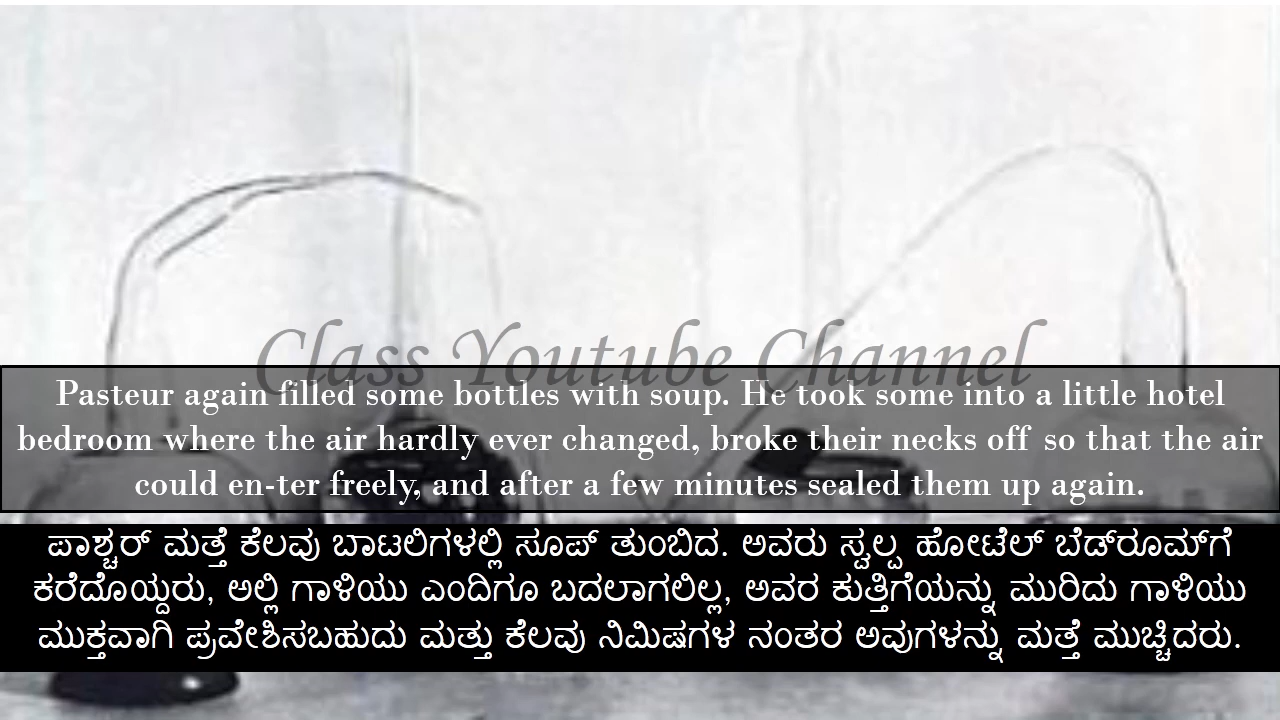 Class Youtube Channel
Pasteur again filled some bottles with soup. He took some into a little hotel
bedroom where the air hardly ever changed, broke their necks off so that the air
could en-ter freely, and after a few minutes sealed them up again.
ಪಾಶ್ಚರ್ ಮತ್ತೆ ಕೆಲವು ಬಾಟಲಿಗಳಲ್ಲಿ ಸೂಪ್ ತುಂಬಿದ. ಅವರು ಸ್ವಲ್ಪ ಹೋಟೆಲ್ ಬೆಡ್‌ರೂಮ್‌ಗೆ
ಕರೆದೊಯ್ದರು, ಅಲ್ಲಿ ಗಾಳಿಯು ಎಂದಿಗೂ ಬದಲಾಗಲಿಲ್ಲ, ಅವರ ಕುತ್ತಿಗೆಯನ್ನು ಮುರಿದು ಗಾಳಿಯು
ಮುಕ್ತವಾಗಿ ಪ್ರವೇಶಿಸಬಹುದು ಮತ್ತು ಕೆಲವು ನಿಮಿಷಗಳ ನಂತರ ಅವುಗಳನ್ನು ಮತ್ತೆ ಮುಚ್ಚಿದರು.